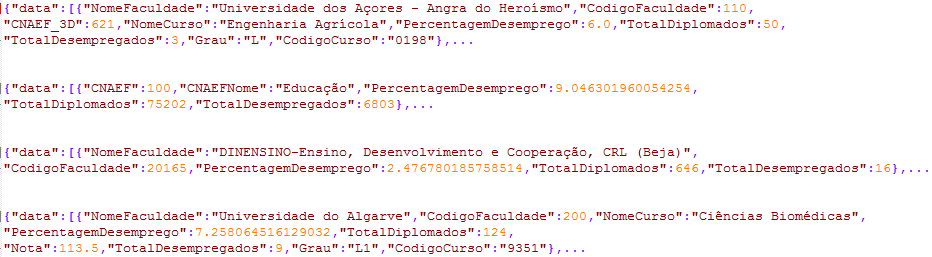 {"data":[{"NomeFaculdade":"Universidade dos Açores - Angra do Heroísmo","CodigoFaculdade":110,
"CNAEF_3D":621,"NomeCurso":"Engenharia Agrícola","PercentagemDesemprego":6.0,"TotalDiplomados":50,
"TotalDesempregados":3,"Grau":"L","CodigoCurso":"0198"},...
{"data":[{"CNAEF":100,"CNAEFNome":"Educação","PercentagemDesemprego":9.046301960054254,
"TotalDiplomados":75202,"TotalDesempregados":6803},...
{"data":[{"NomeFaculdade":"DINENSINO-Ensino, Desenvolvimento e Cooperação, CRL (Beja)",
"CodigoFaculdade":20165,"PercentagemDesemprego":2.476780185758514,"TotalDiplomados":646,"TotalDesempregados":16},...
{"data":[{"NomeFaculdade":"Universidade do Algarve","CodigoFaculdade":200,"NomeCurso":"Ciências Biomédicas",
"PercentagemDesemprego":7.258064516129032,"TotalDiplomados":124,
"Nota":113.5,"TotalDesempregados":9,"Grau":"L1","CodigoCurso":"9351"},...